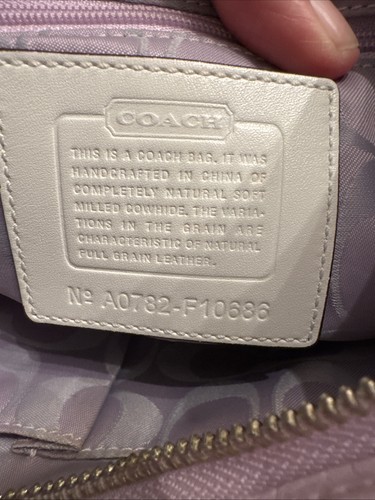 COACH
THIS IS A COACH BAG. IT WAS
HANDCRAFTED IN CHINA OF
COMPLETELY NATURAL SOFT
MILLED COWHIDE. THE VARIA-
TIONS IN THE GRAIN ARE
CHARACTERISTIC OF NATURAL
FULL GRAIN LEATHER.
Nº A0782-F10686